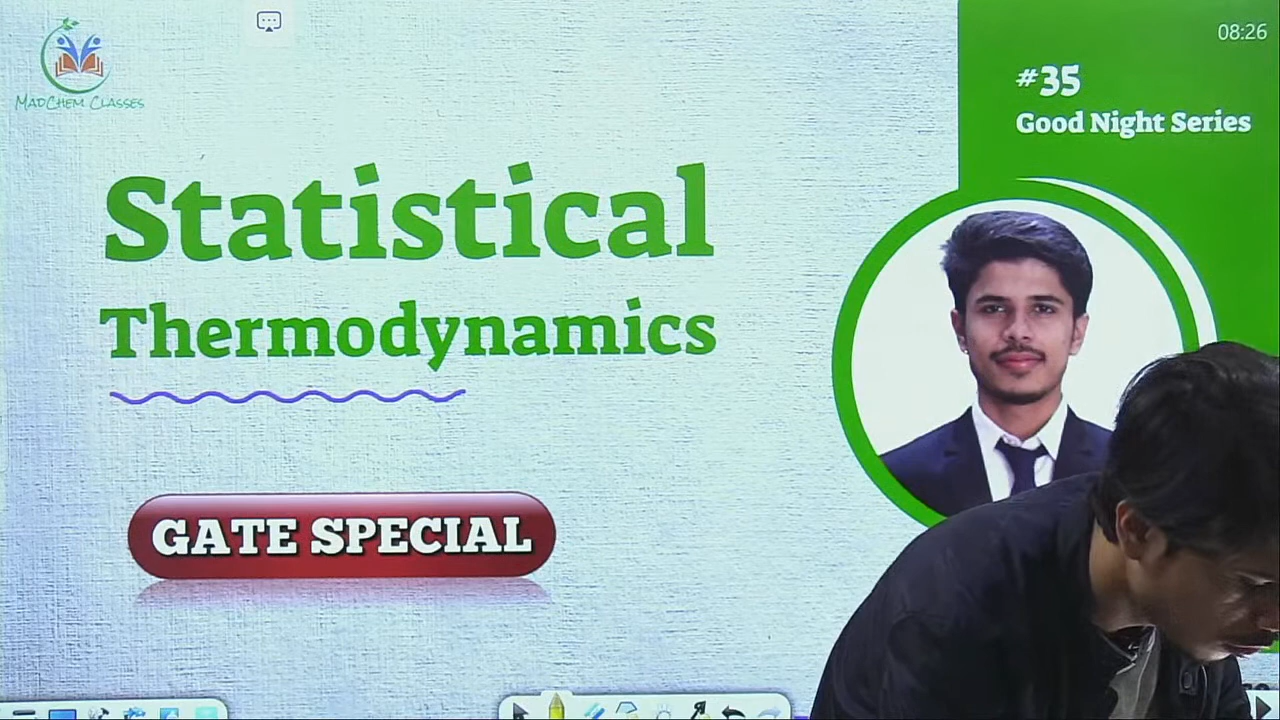 MADCHEM CLASSES
08:26
#35
Good Night Series
Statistical
Thermodynamics
GATE SPECIAL